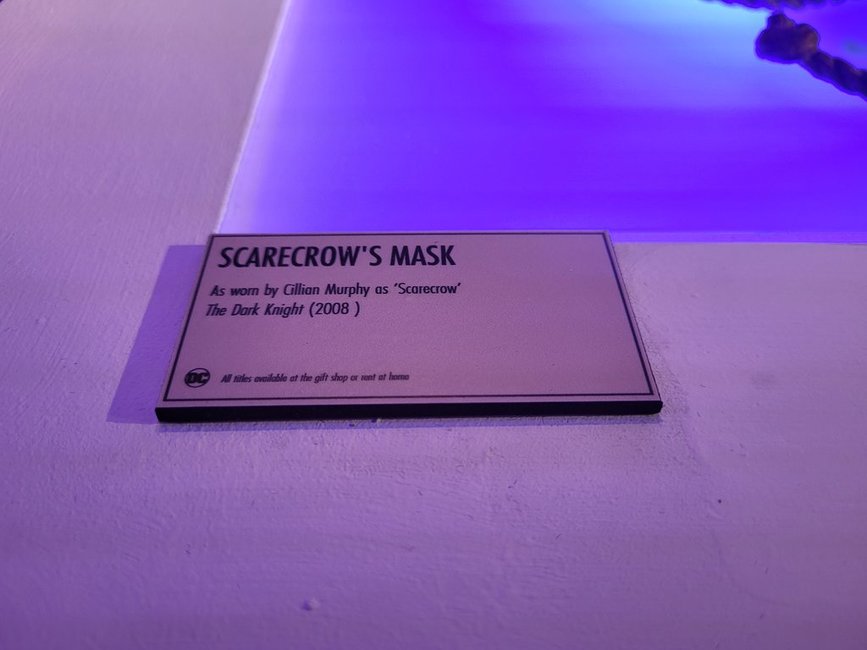 SCARECROW'S MASK
As worn by Cillian Murphy as 'Scarecrow'
The Dark Knight (2008 )
DC All titles available at the gift shop or rent at home